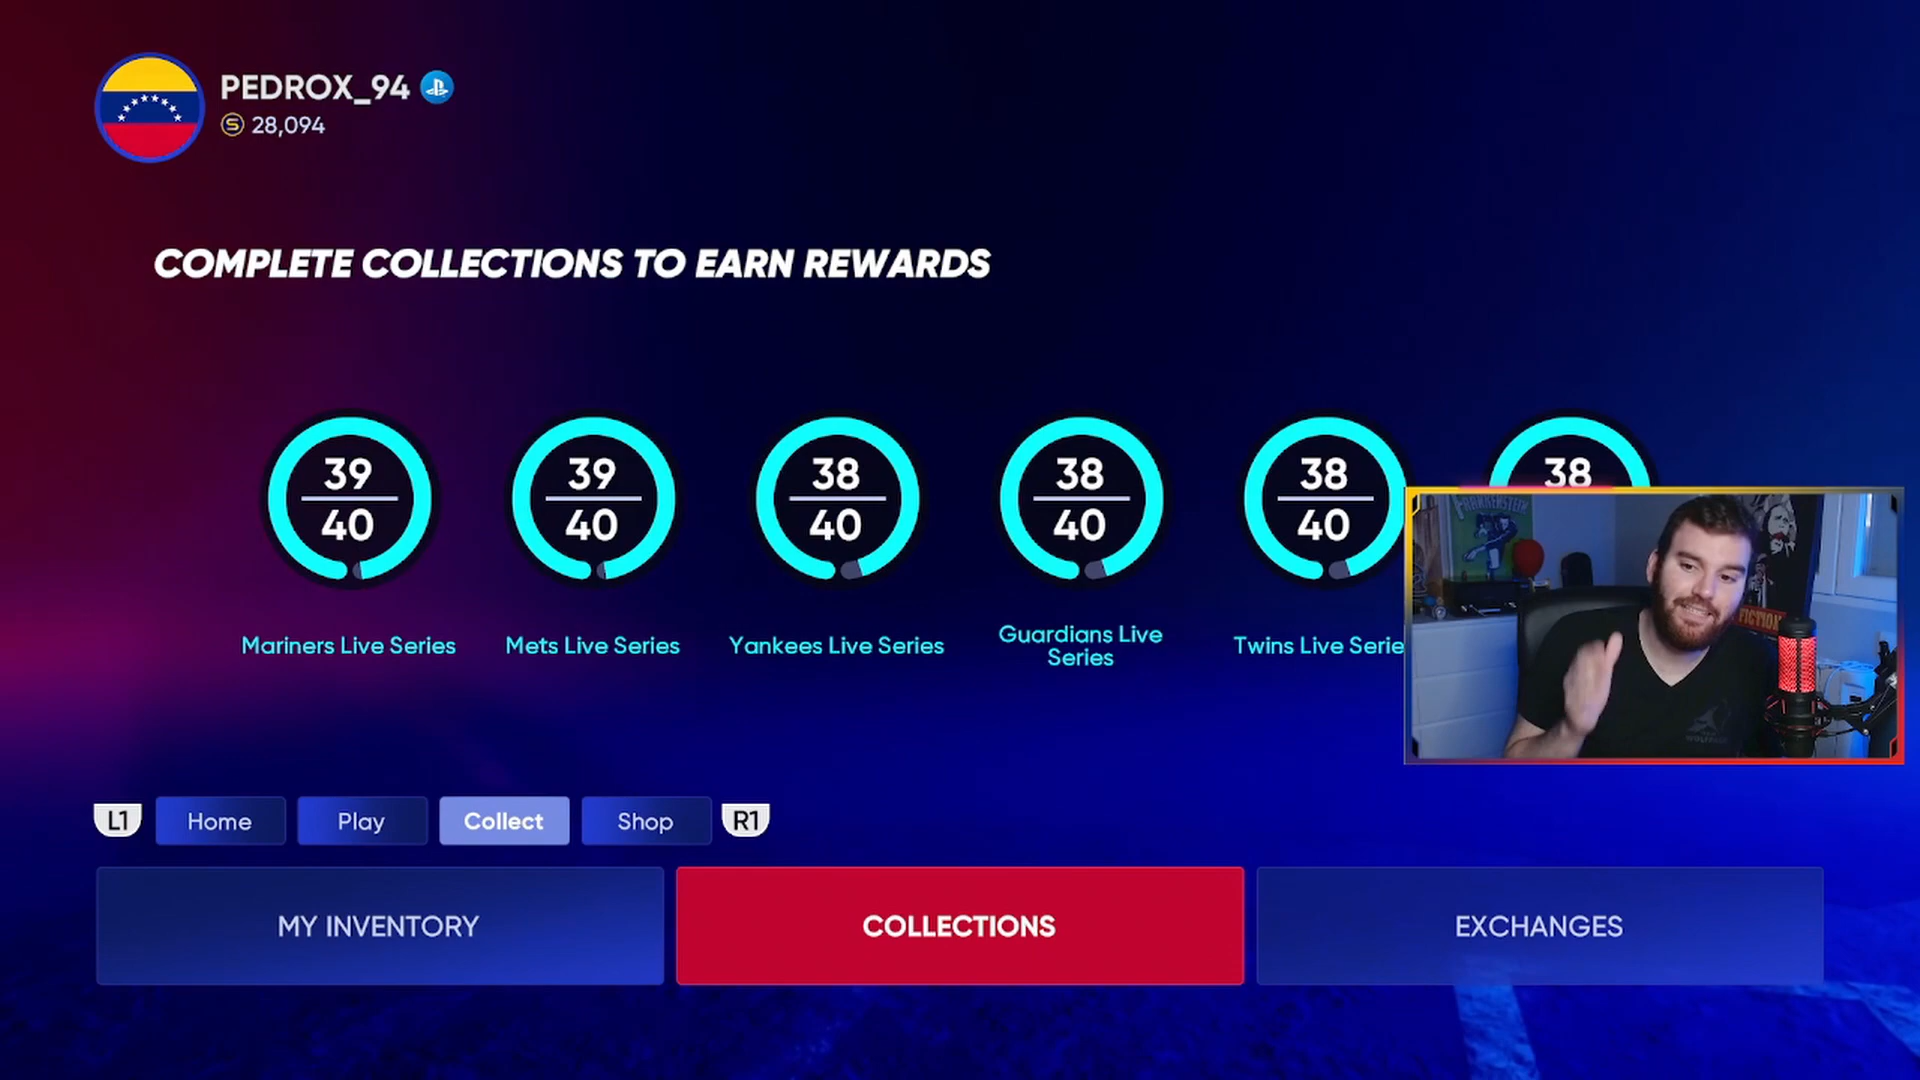 PEDROX_94
28,094
COMPLETE COLLECTIONS TO EARN REWARDS
39
40
Mariners Live Series
39
40
Mets Live Series
38
40
Yankees Live Series
38
40
Guardians Live
Series
38
40
Twins Live Serie
38
FRANKENSTEIN
FICTION
L1
Home
Play
Collect
Shop
R1
MY INVENTORY
COLLECTIONS
EXCHANGES